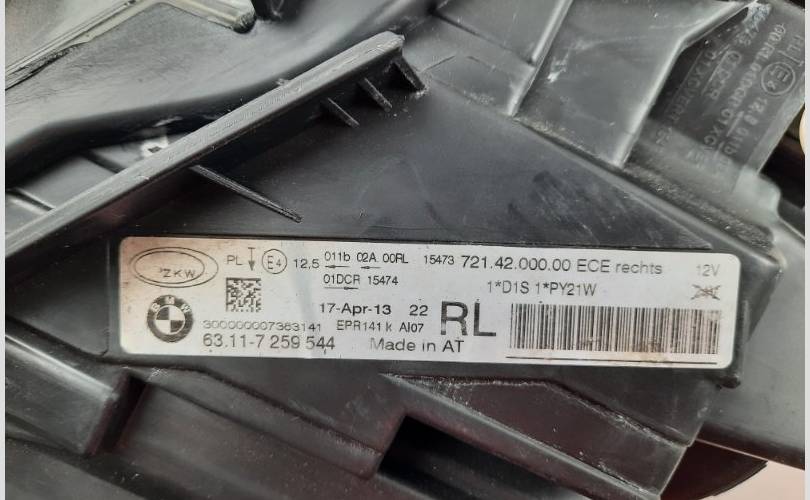 ZKW
PL E4 12,5 011b 02A 00RL 15473 721.42.000.00 ECE rechts 12V
01DCR 15474 1*D1S 1*PY21W
BMW
17-Apr-13 22 RL
300000007363141 EPR141 k AI07
63.11-7 259 544 Made in AT